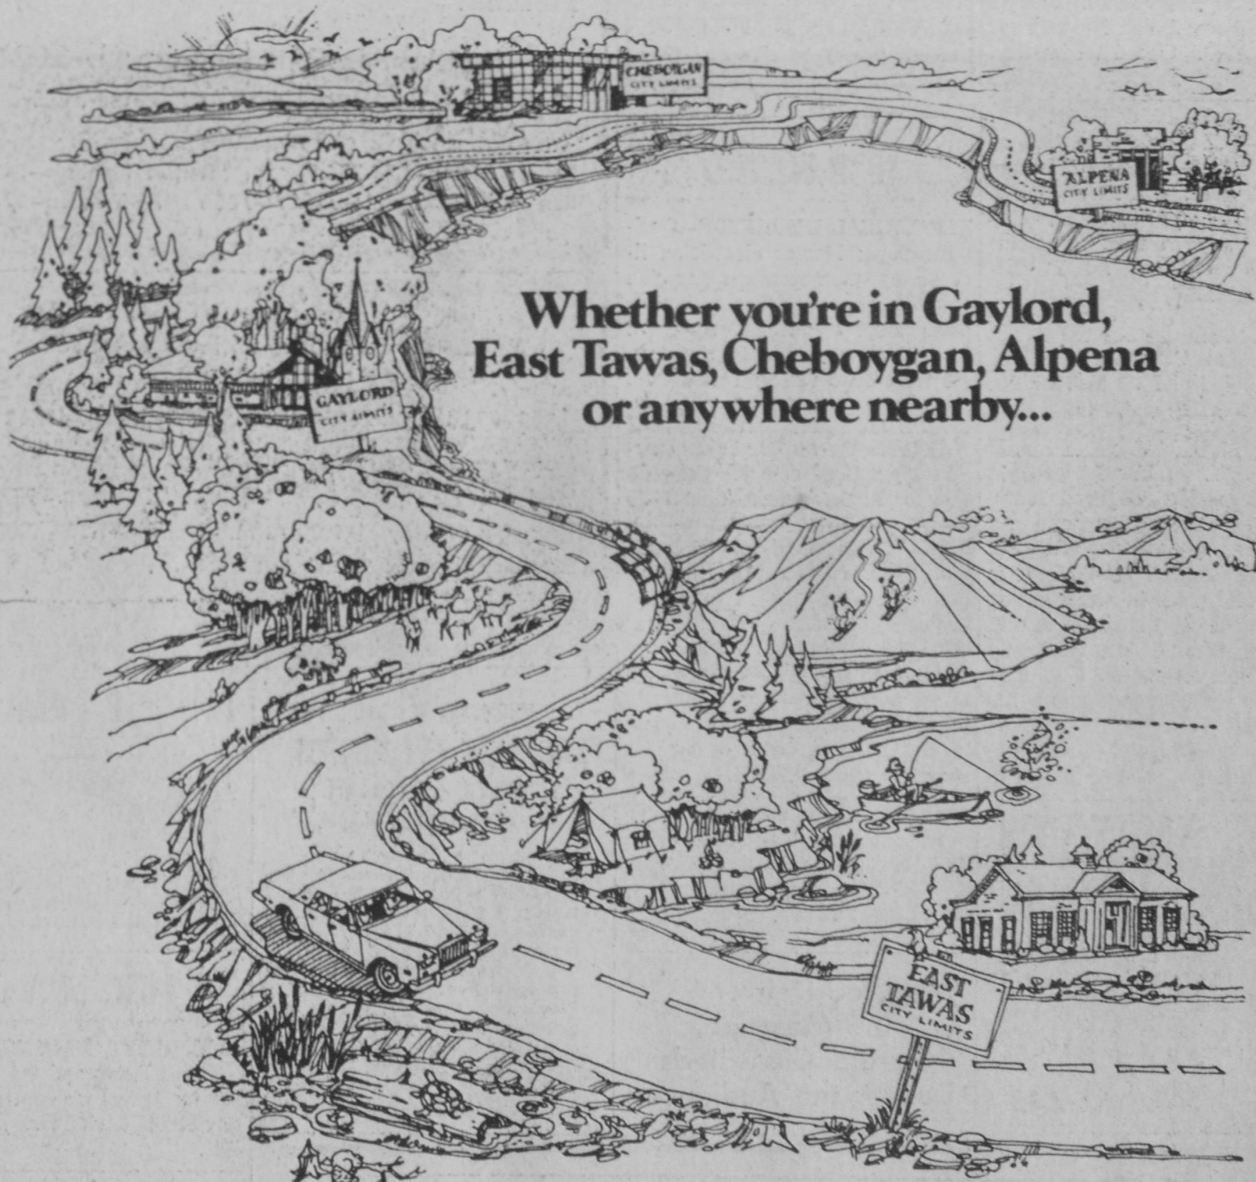 CHEBOYGAN
CITY LIMITS
ALPENA
CITY LIMITS
Whether you're in Gaylord,
East Tawas, Cheboygan, Alpena
or anywhere nearby...
GAYLORD
CITY LIMITS
EAST
TAWAS
CITY LIMITS